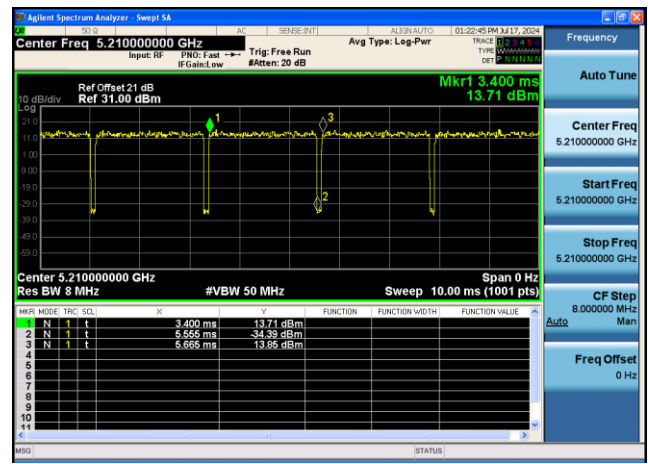 Agilent Spectrum Analyzer - Swept SA
50 Ω AC SENSE:INT ALIGN AUTO 01:22:45 PM Jul 17, 2024
Center Freq 5.210000000 GHz
Input: RF PNO: Fast Trig: Free Run Avg Type: Log-Pwr TRACE 1 2 3 4 5 6
IFGain:Low #Atten: 20 dB TYPE
DET P N N N N N
Mkr1 3.400 ms
13.71 dBm
Ref Offset 21 dB
10 dB/div Ref 31.00 dBm
Log
21.0
11.0
1.00
-9.00
-19.0
-29.0
-39.0
-49.0
-59.0
1
3
2
Center 5.210000000 GHz Span 0 Hz
Res BW 8 MHz #VBW 50 MHz Sweep 10.00 ms (1001 pts)
MKR MODE TRC SCL X Y FUNCTION FUNCTION WIDTH FUNCTION VALUE
1 N 1 t 3.400 ms 13.71 dBm
2 N 1 t 5.555 ms -34.39 dBm
3 N 1 t 5.665 ms 13.85 dBm
4
5
6
7
8
9
10
11
MSG STATUS
Frequency
Auto Tune
Center Freq
5.210000000 GHz
Start Freq
5.210000000 GHz
Stop Freq
5.210000000 GHz
CF Step
8.000000 MHz
Auto Man
Freq Offset
0 Hz